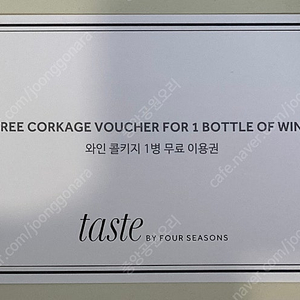 REE CORKAGE VOUCHER FOR 1 BOTTLE OF WIN
와인 콜키지 1병 무료 이용권
taste BY FOUR SEASONS